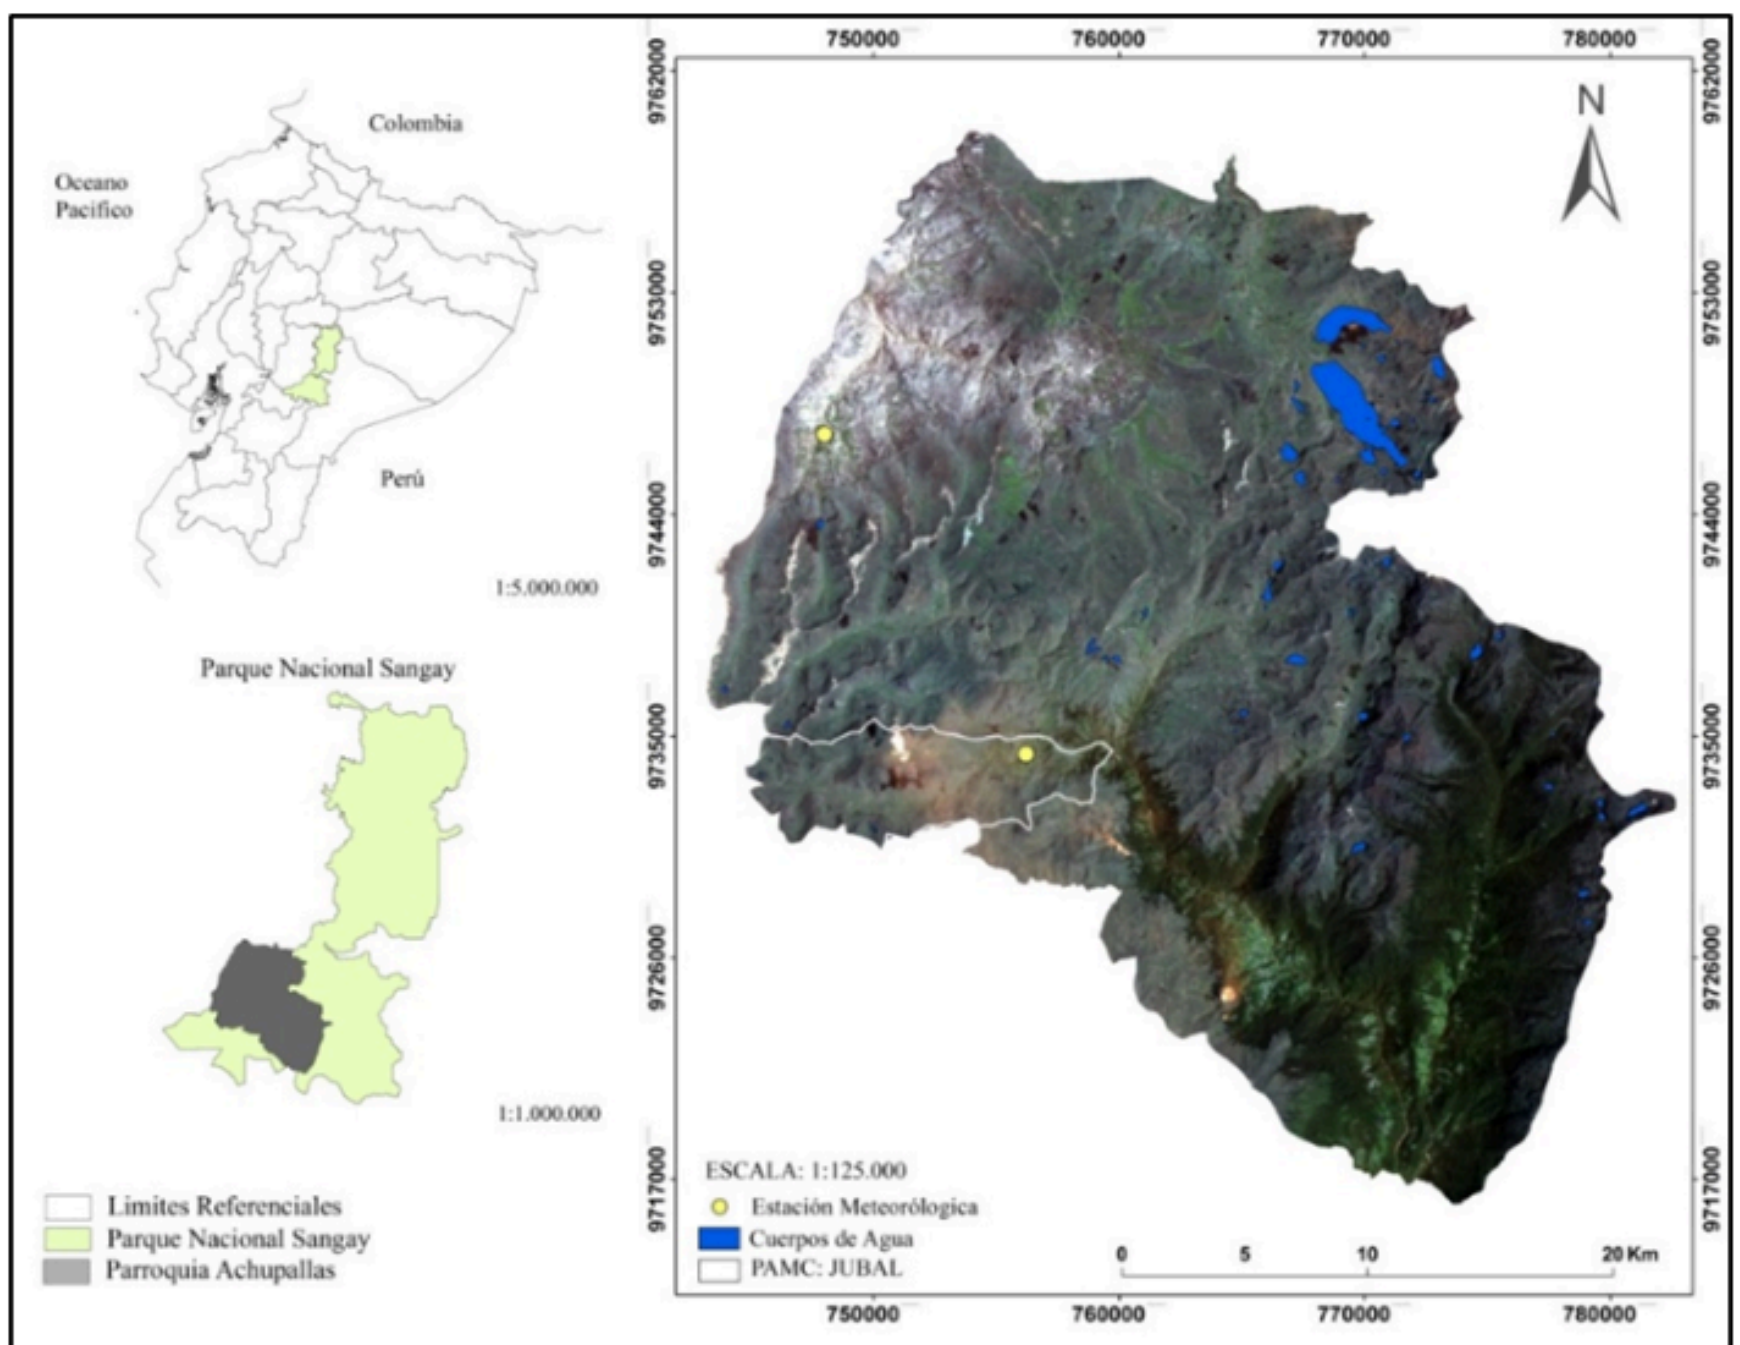 Colombia
Oceano
Pacifico
Perú
1:5.000.000
Parque Nacional Sangay
1:1.000.000
Limites Referenciales
Parque Nacional Sangay
Parroquia Achupallas
750000 760000 770000 780000
9762000 9762000
9753000 9753000
9744000 9744000
9735000 9735000
9726000 9726000
9717000 9717000
N
ESCALA: 1:125.000
Estación Meteorólogica
Cuerpos de Agua
PAMC: JUBAL
0 5 10 20 Km
750000 760000 770000 780000